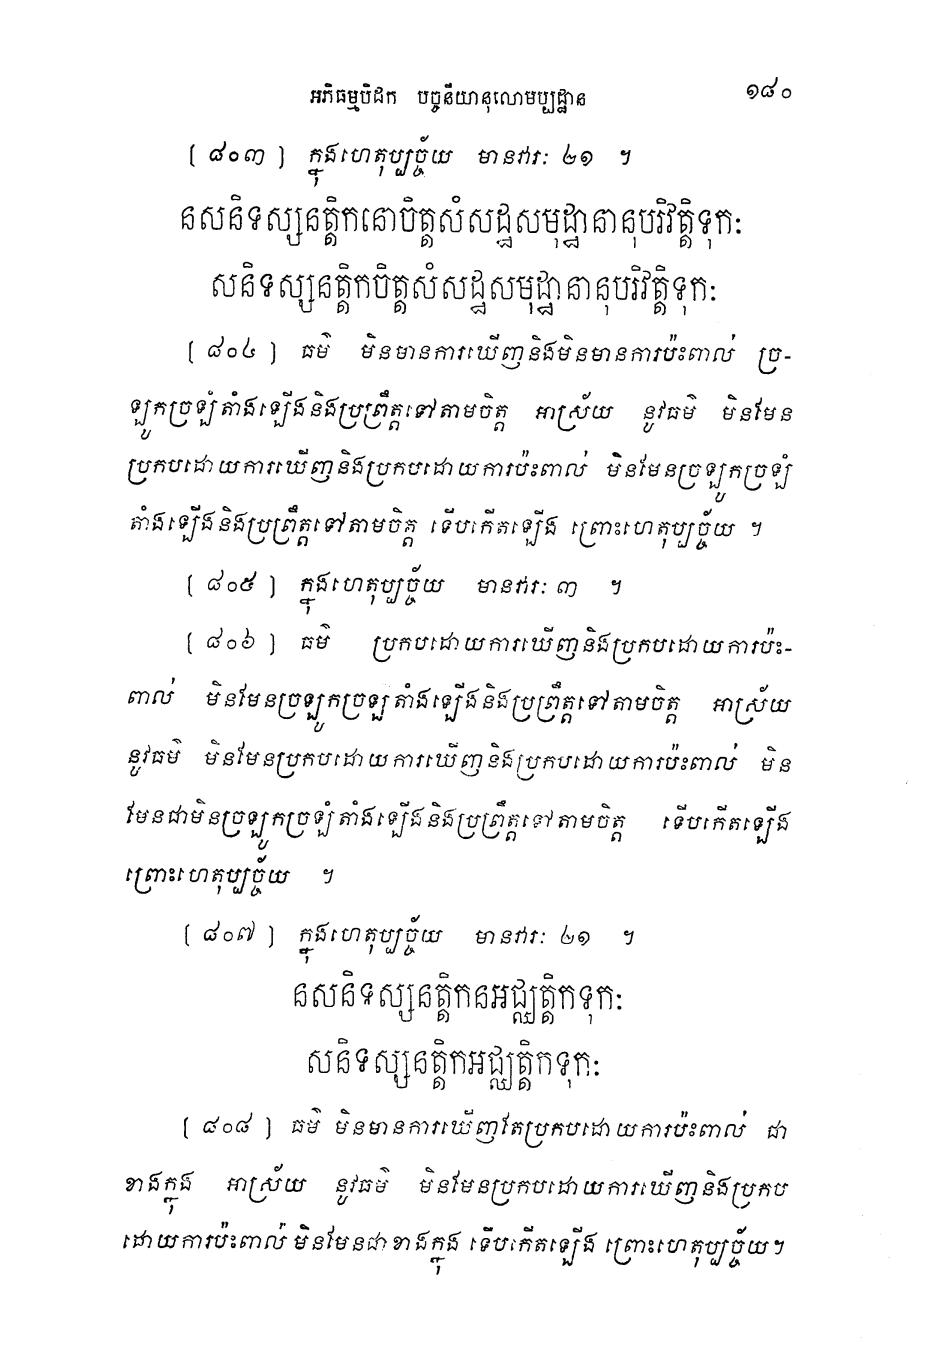 អភិធម្មបិដក បច្ចនីយានុលោមប្បដ្ឋាន ១៨០
[ ៨០៣ ] ក្នុងហេតុប្បច្ច័យ មានវារៈ ២១ ។
នសនិទស្សនត្តិកនោចិត្តសំសដ្ឋសមុដ្ឋានានុបរិវត្តិទុកៈ
សនិទស្សនត្តិកចិត្តសំសដ្ឋសមុដ្ឋានានុបរិវត្តិទុកៈ
[ ៨០៤ ] ធម៌ មិនមានការឃើញនិងមិនមានការប៉ះពាល់ ច្រ-
ឡូកច្រឡំតាំងឡើងនិងប្រព្រឹត្តទៅតាមចិត្ត អាស្រ័យ នូវធម៌ មិនមែន
ប្រកបដោយការឃើញនិងប្រកបដោយការប៉ះពាល់ មិនមែនច្រឡូកច្រឡំ
តាំងឡើងនិងប្រព្រឹត្តទៅតាមចិត្ត ទើបកើតឡើង ព្រោះហេតុប្បច្ច័យ ។
[ ៨០៥ ] ក្នុងហេតុប្បច្ច័យ មានវារៈ ៣ ។
[ ៨០៦ ] ធម៌ ប្រកបដោយការឃើញនិងប្រកបដោយការប៉ះ-
ពាល់ មិនមែនច្រឡូកច្រឡំតាំងឡើងនិងប្រព្រឹត្តទៅតាមចិត្ត អាស្រ័យ
នូវធម៌ មិនមែនប្រកបដោយការឃើញនិងប្រកបដោយការប៉ះពាល់ មិន
មែនជាមិនច្រឡូកច្រឡំតាំងឡើងនិងប្រព្រឹត្តទៅតាមចិត្ត ទើបកើតឡើង
ព្រោះហេតុប្បច្ច័យ ។
[ ៨០៧ ] ក្នុងហេតុប្បច្ច័យ មានវារៈ ២១ ។
នសនិទស្សនត្តិកនអជ្ឈត្តិកទុកៈ
សនិទស្សនត្តិកអជ្ឈត្តិកទុកៈ
[ ៨០៨ ] ធម៌ មិនមានការឃើញតែប្រកបដោយការប៉ះពាល់ ជា
ខាងក្នុង អាស្រ័យ នូវធម៌ មិនមែនប្រកបដោយការឃើញនិងប្រកប
ដោយការប៉ះពាល់ មិនមែនជាខាងក្នុង ទើបកើតឡើង ព្រោះហេតុប្បច្ច័យ។